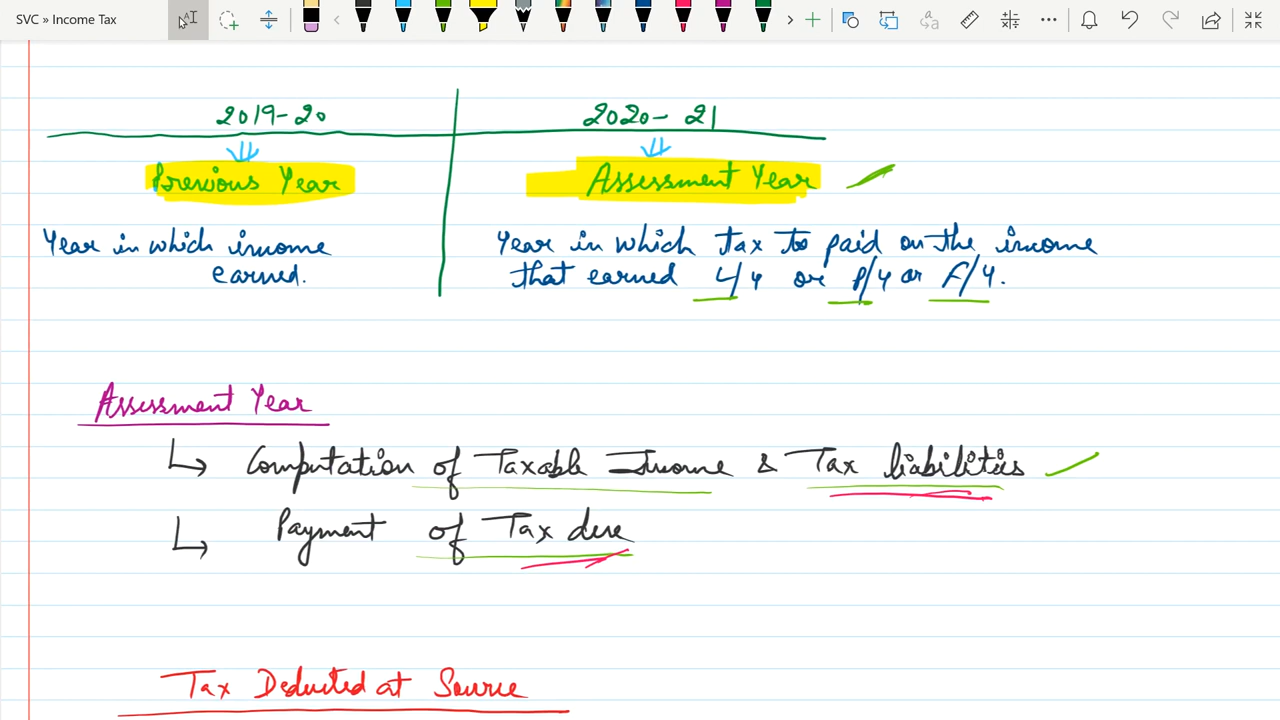 SVC » Income Tax
2019-20
2020-21
Previous Year
Assessment Year
Year in which income
earned.
Year in which tax to paid on the income
that earned L/Y or P/Y or F/Y.
Assessment Year
Computation of Taxable Income & Tax liabilities
Payment of Tax due
Tax Deducted at Source